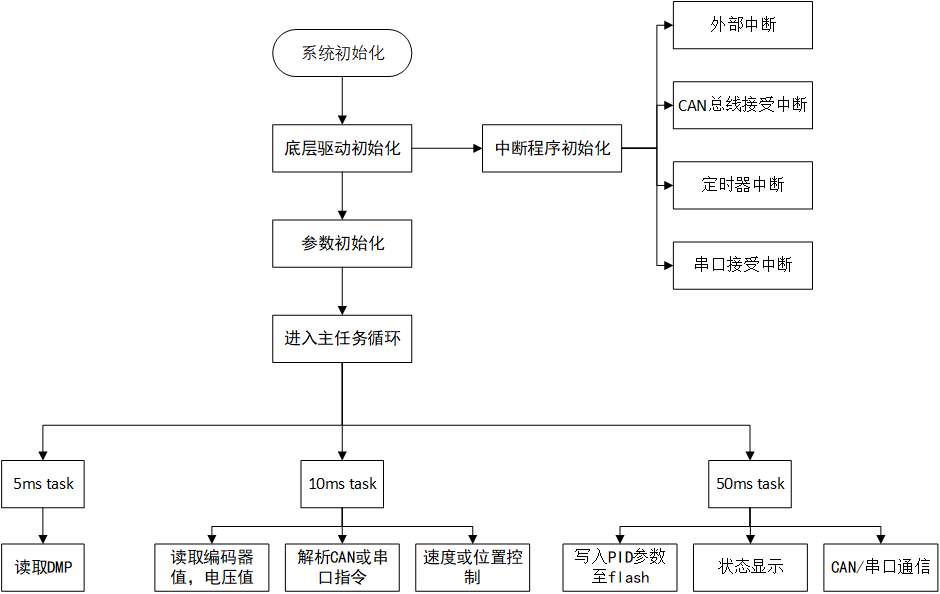 外部中断
系统初始化
CAN总线接受中断
底层驱动初始化
中断程序初始化
定时器中断
参数初始化
串口接受中断
进入主任务循环
5ms task
10ms task
50ms task
读取DMP
读取编码器
值，电压值
解析CAN或串
口指令
速度或位置控
制
写入PID参数
至flash
状态显示
CAN/串口通信